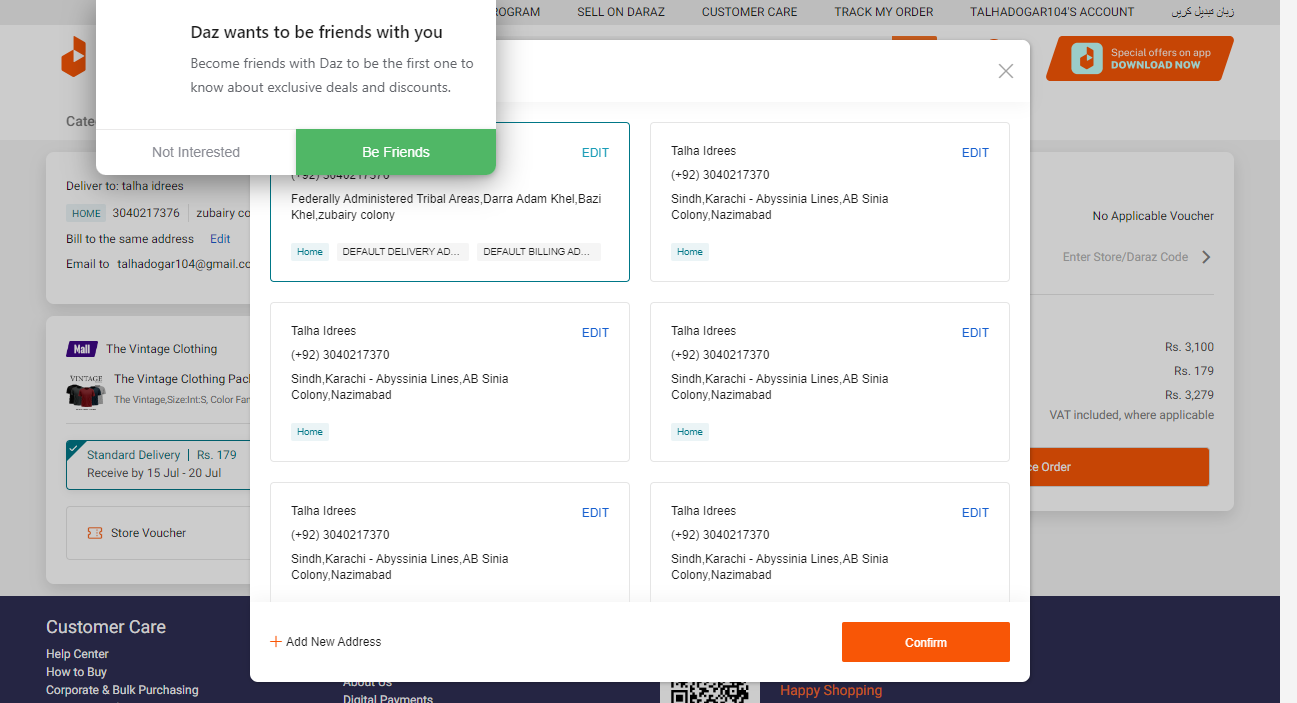 ROGRAM
SELL ON DARAZ
CUSTOMER CARE
TRACK MY ORDER
TALHADOGAR104'S ACCOUNT
زبان تبدیل کریں
Daz wants to be friends with you
Become friends with Daz to be the first one to
know about exclusive deals and discounts.
Not Interested
Be Friends
Special offers on app
DOWNLOAD NOW
Cate
Deliver to: talha idrees
HOME 3040217376 zubairy co
Bill to the same address Edit
Email to talhadogar104@gmail.co
Mall The Vintage Clothing
VINTAGE
The Vintage Clothing Pac
The Vintage,Size:Int:S, Color Fan
Standard Delivery | Rs. 179
Receive by 15 Jul - 20 Jul
Store Voucher
EDIT
(+92) 3040217370
Federally Administered Tribal Areas,Darra Adam Khel,Bazi
Khel,zubairy colony
Home DEFAULT DELIVERY AD... DEFAULT BILLING AD...
Talha Idrees EDIT
(+92) 3040217370
Sindh,Karachi - Abyssinia Lines,AB Sinia
Colony,Nazimabad
Home
Talha Idrees EDIT
(+92) 3040217370
Sindh,Karachi - Abyssinia Lines,AB Sinia
Colony,Nazimabad
Home
Talha Idrees EDIT
(+92) 3040217370
Sindh,Karachi - Abyssinia Lines,AB Sinia
Colony,Nazimabad
Home
Talha Idrees EDIT
(+92) 3040217370
Sindh,Karachi - Abyssinia Lines,AB Sinia
Colony,Nazimabad
Talha Idrees EDIT
(+92) 3040217370
Sindh,Karachi - Abyssinia Lines,AB Sinia
Colony,Nazimabad
+ Add New Address
Confirm
No Applicable Voucher
Enter Store/Daraz Code
Rs. 3,100
Rs. 179
Rs. 3,279
VAT included, where applicable
ce Order
Customer Care
Help Center
How to Buy
Corporate & Bulk Purchasing
About Us
Digital Payments
Happy Shopping